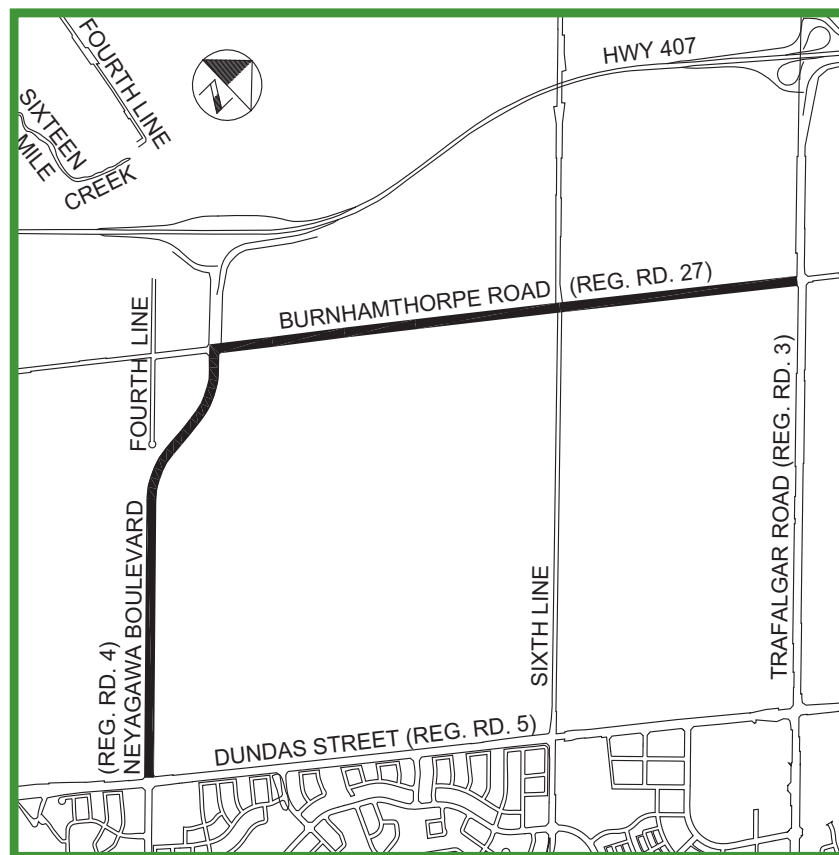 FOURTH LINE
HWY 407
SIXTEEN
MILE
CREEK
N
BURNHAMTHORPE ROAD (REG. RD. 27)
FOURTH LINE
TRAFALGAR ROAD (REG. RD. 3)
SIXTH LINE
(REG. RD. 4)
NEYAGAWA BOULEVARD
DUNDAS STREET (REG. RD. 5)